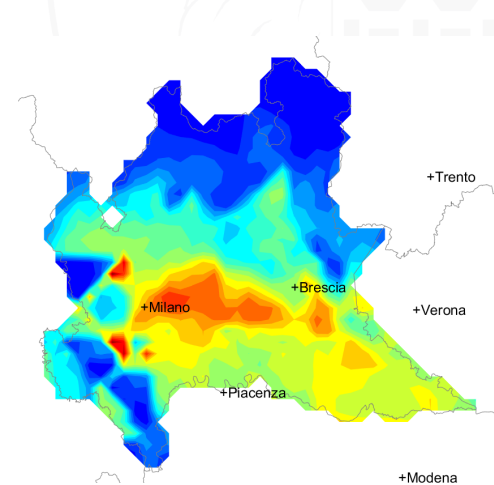 +Trento
+Brescia
+Milano
+Verona
+Piacenza
+Modena